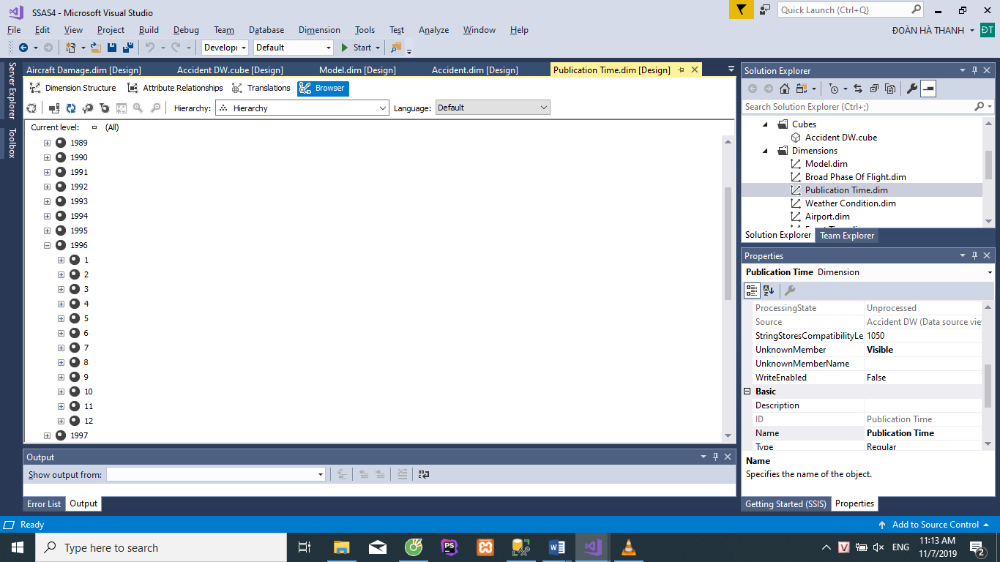 SSAS4 - Microsoft Visual Studio
Quick Launch (Ctrl+Q)
File Edit View Project Build Debug Team Database Dimension Tools Test Analyze Window Help
ĐOÀN HÀ THANH ĐT
Default Start
Server Explorer
Toolbox
Aircraft Damage.dim [Design] Accident DW.cube [Design] Model.dim [Design] Accident.dim [Design] Publication Time.dim [Design]
Dimension Structure Attribute Relationships Translations Browser
Hierarchy: Hierarchy Language: Default
Current level: (All)
1989
1990
1991
1992
1993
1994
1995
1996
1
2
3
4
5
6
7
8
9
10
11
12
1997
Output
Show output from:
Error List Output
Solution Explorer
Search Solution Explorer (Ctrl+;)
Cubes
Accident DW.cube
Dimensions
Model.dim
Broad Phase Of Flight.dim
Publication Time.dim
Weather Condition.dim
Airport.dim
Solution Explorer Team Explorer
Properties
Publication Time Dimension
ProcessingState Unprocessed
Source Accident DW (Data source vie
StringStoresCompatibilityLe 1050
UnknownMember Visible
UnknownMemberName
WriteEnabled False
Basic
Description
ID Publication Time
Name Publication Time
Type Regular
Name
Specifies the name of the object.
Getting Started (SSIS) Properties
Ready
Add to Source Control
Type here to search
PS
ENG
11:13 AM
11/7/2019
2